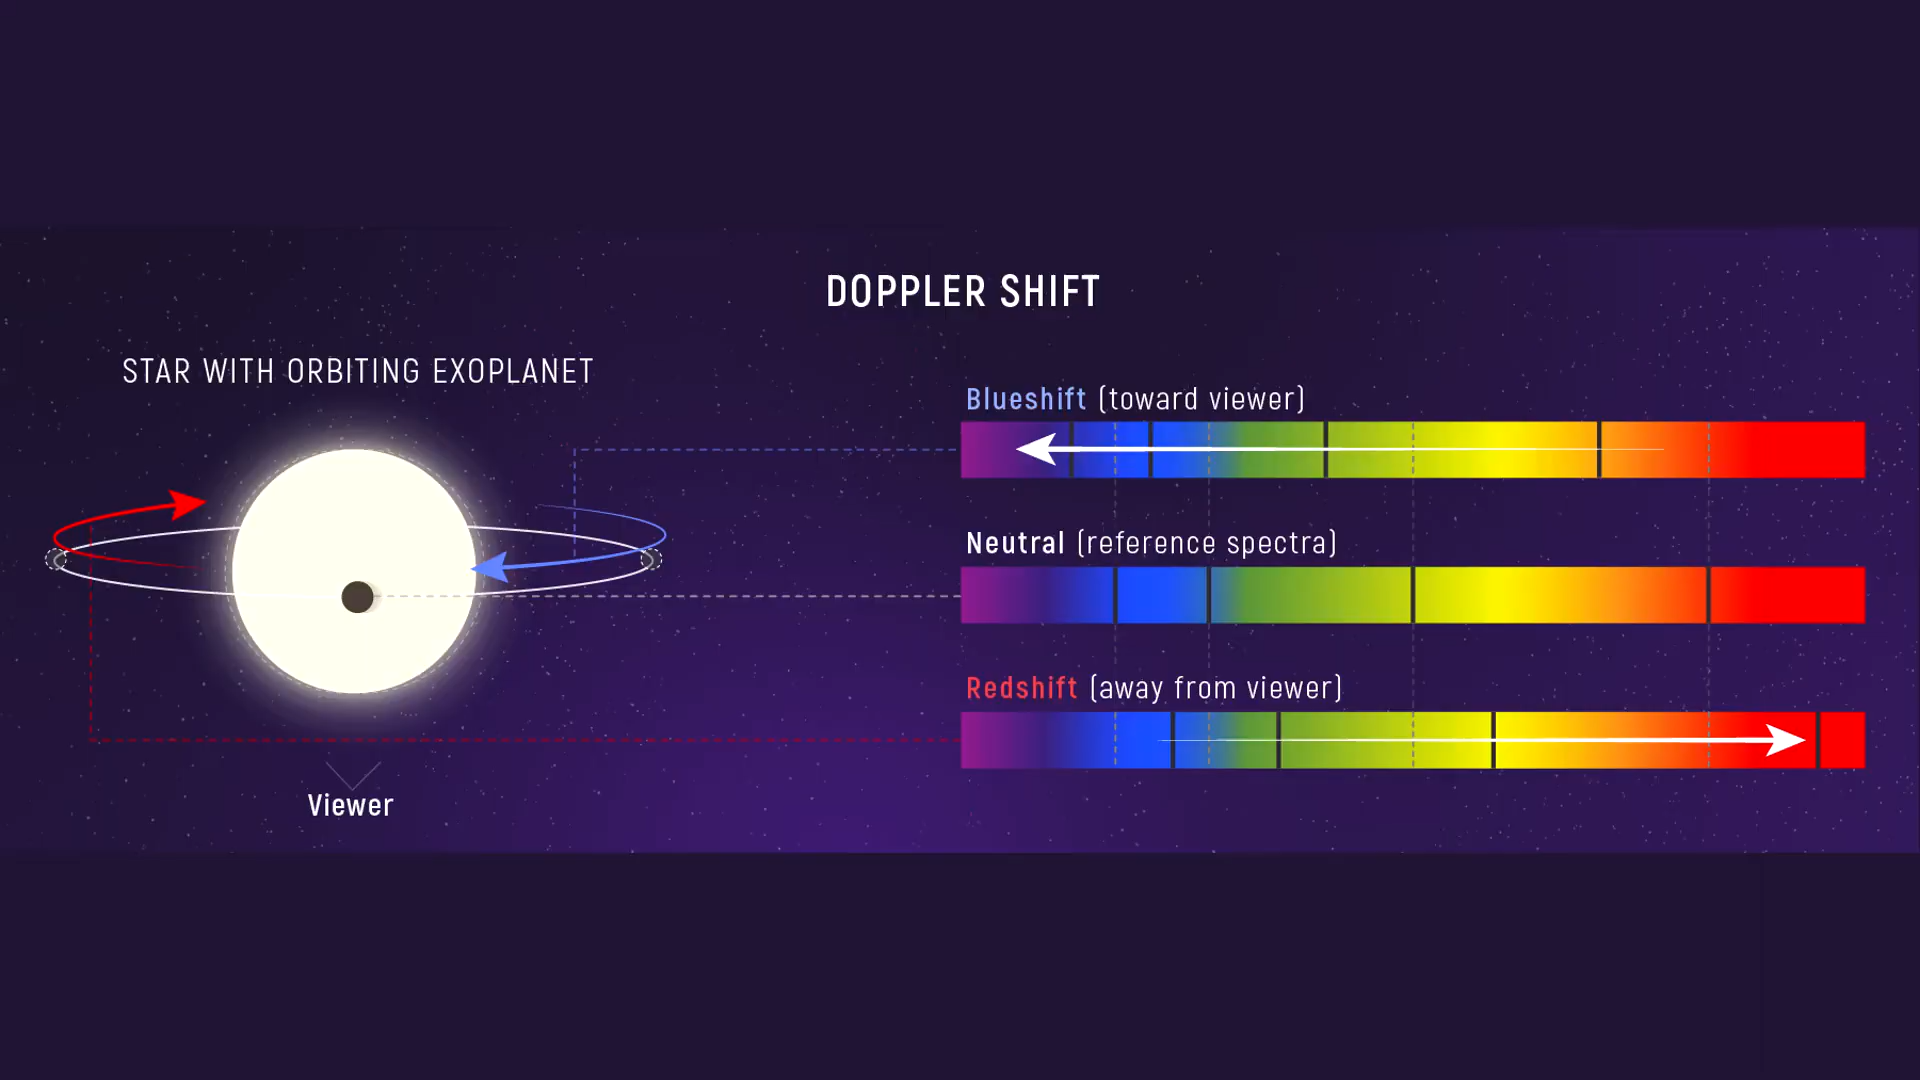 DOPPLER SHIFT
STAR WITH ORBITING EXOPLANET
Viewer
Blueshift (toward viewer)
Neutral (reference spectra)
Redshift (away from viewer)